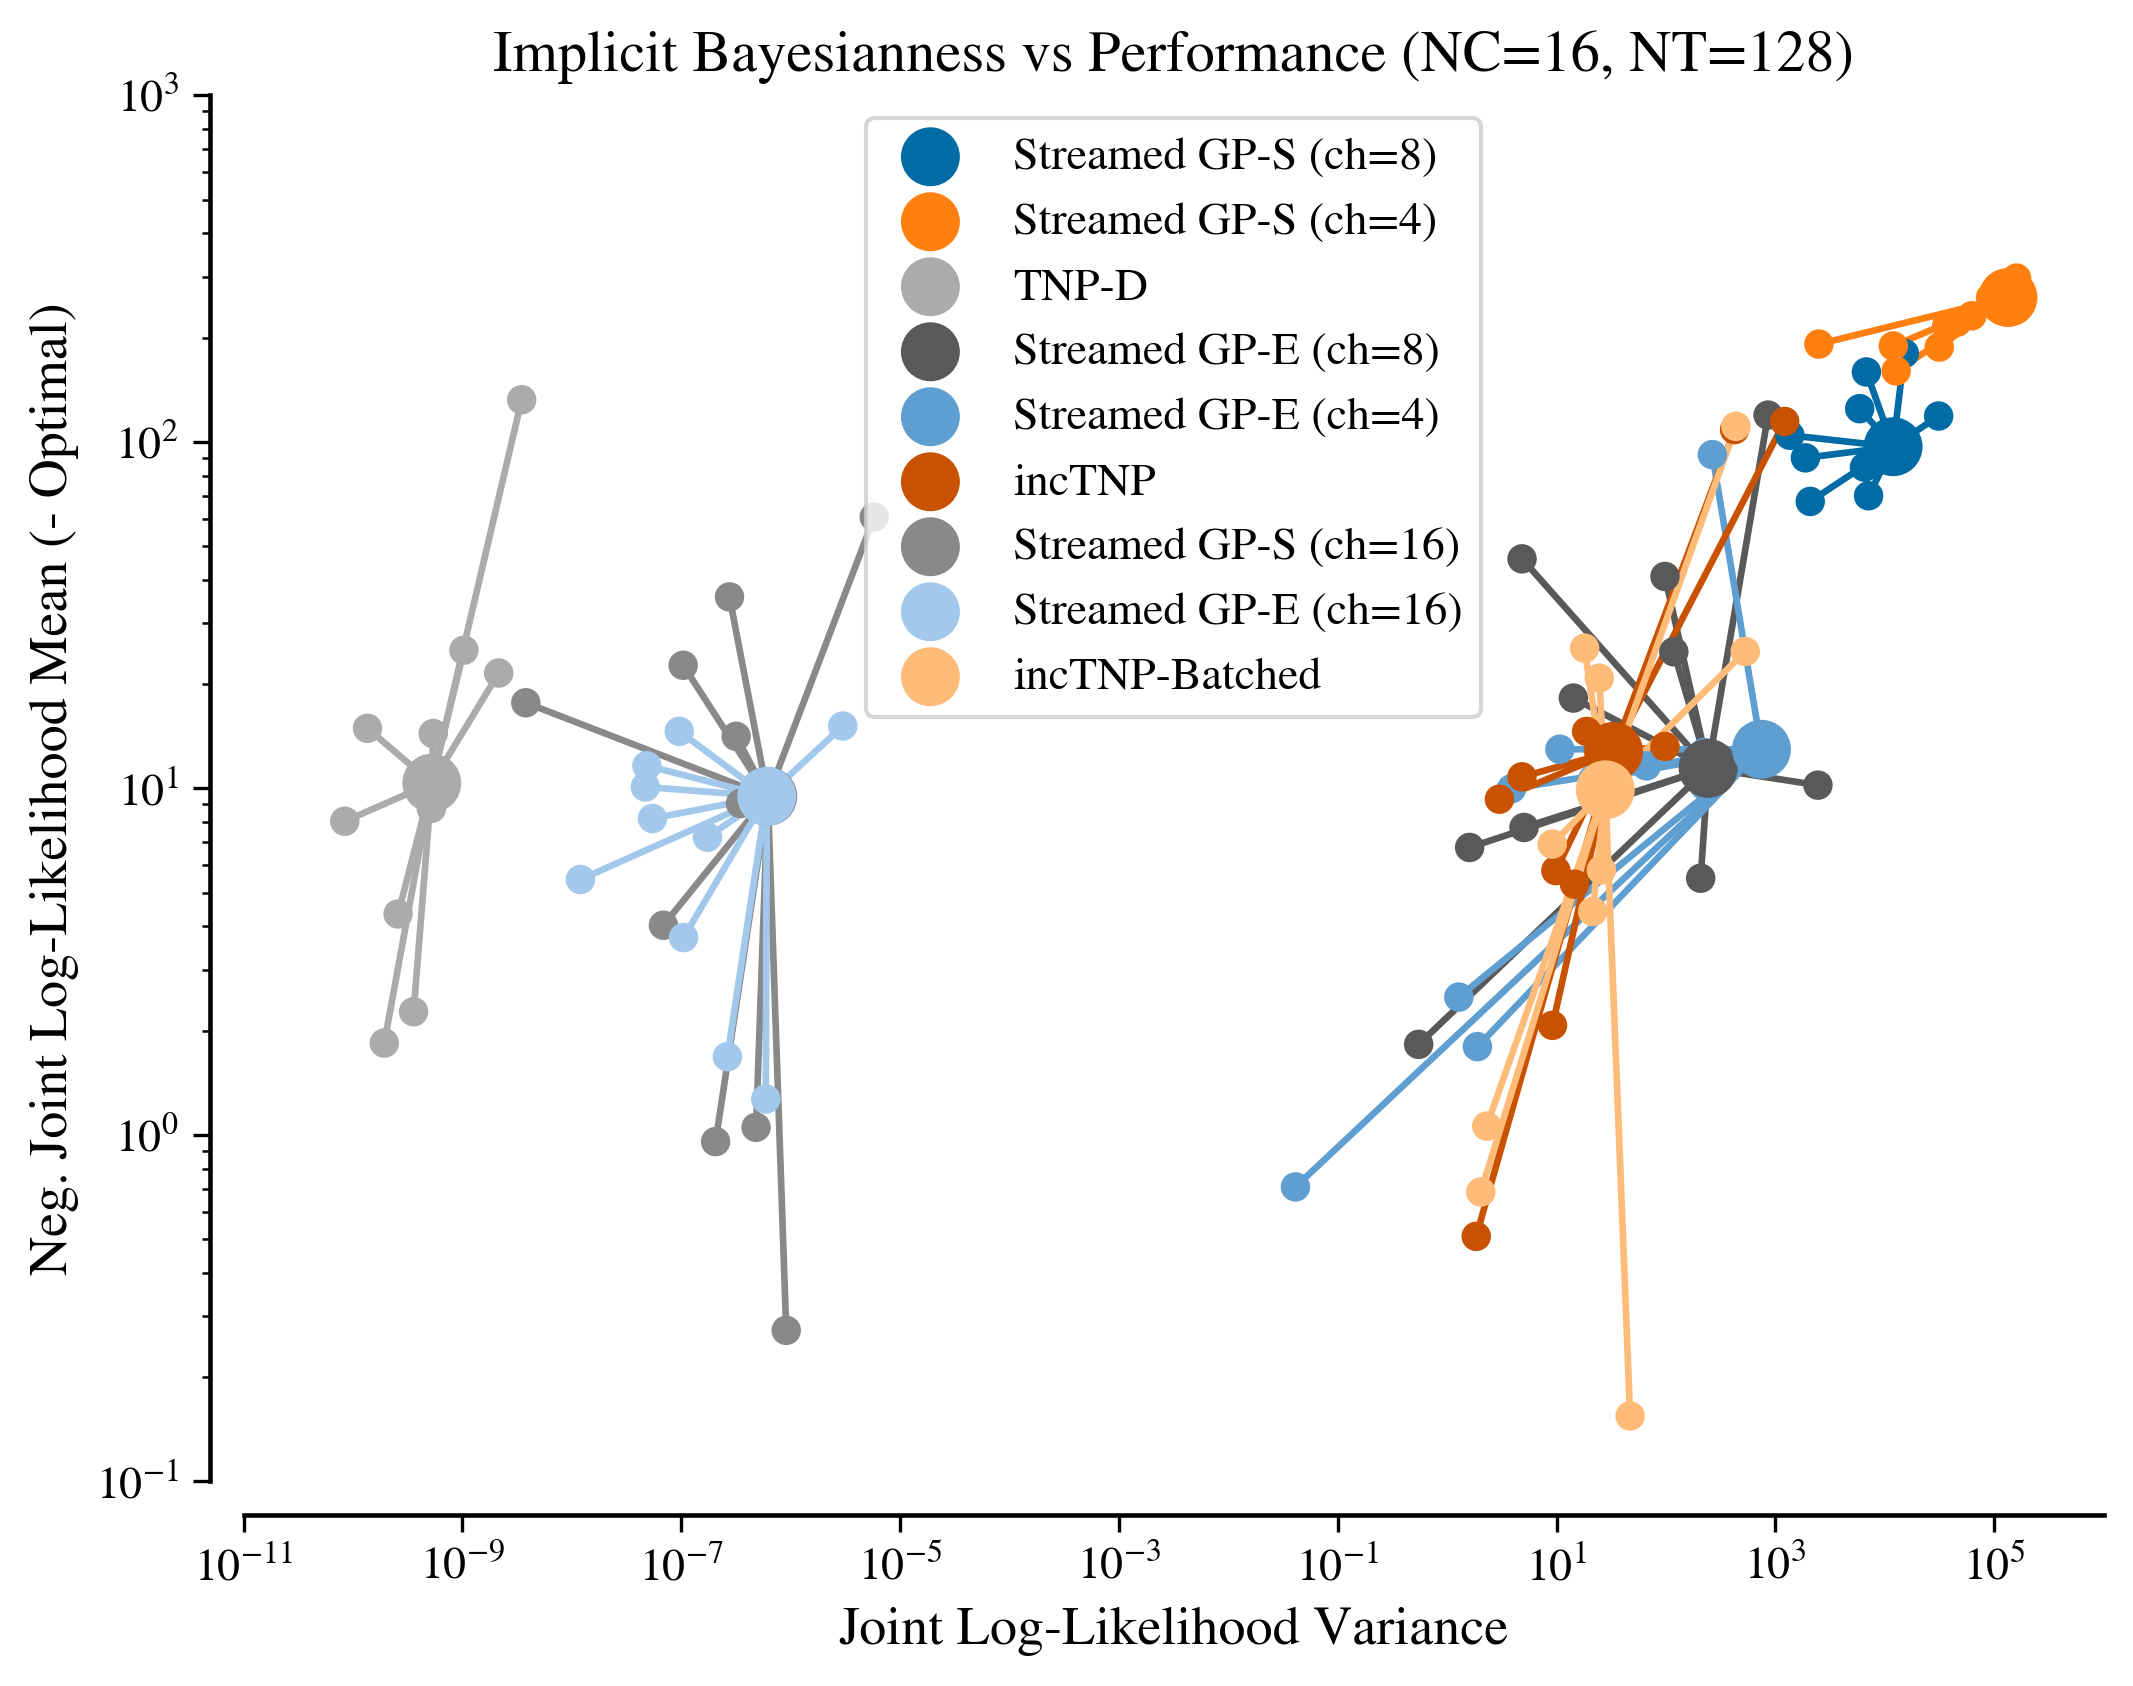 Implicit Bayesianness vs Performance (NC=16, NT=128)
Neg. Joint Log-Likelihood Mean (- Optimal)
10³
10²
10¹
10⁰
10⁻¹
Streamed GP-S (ch=8)
Streamed GP-S (ch=4)
TNP-D
Streamed GP-E (ch=8)
Streamed GP-E (ch=4)
incTNP
Streamed GP-S (ch=16)
Streamed GP-E (ch=16)
incTNP-Batched
10⁻¹¹ 10⁻⁹ 10⁻⁷ 10⁻⁵ 10⁻³ 10⁻¹ 10¹ 10³ 10⁵
Joint Log-Likelihood Variance